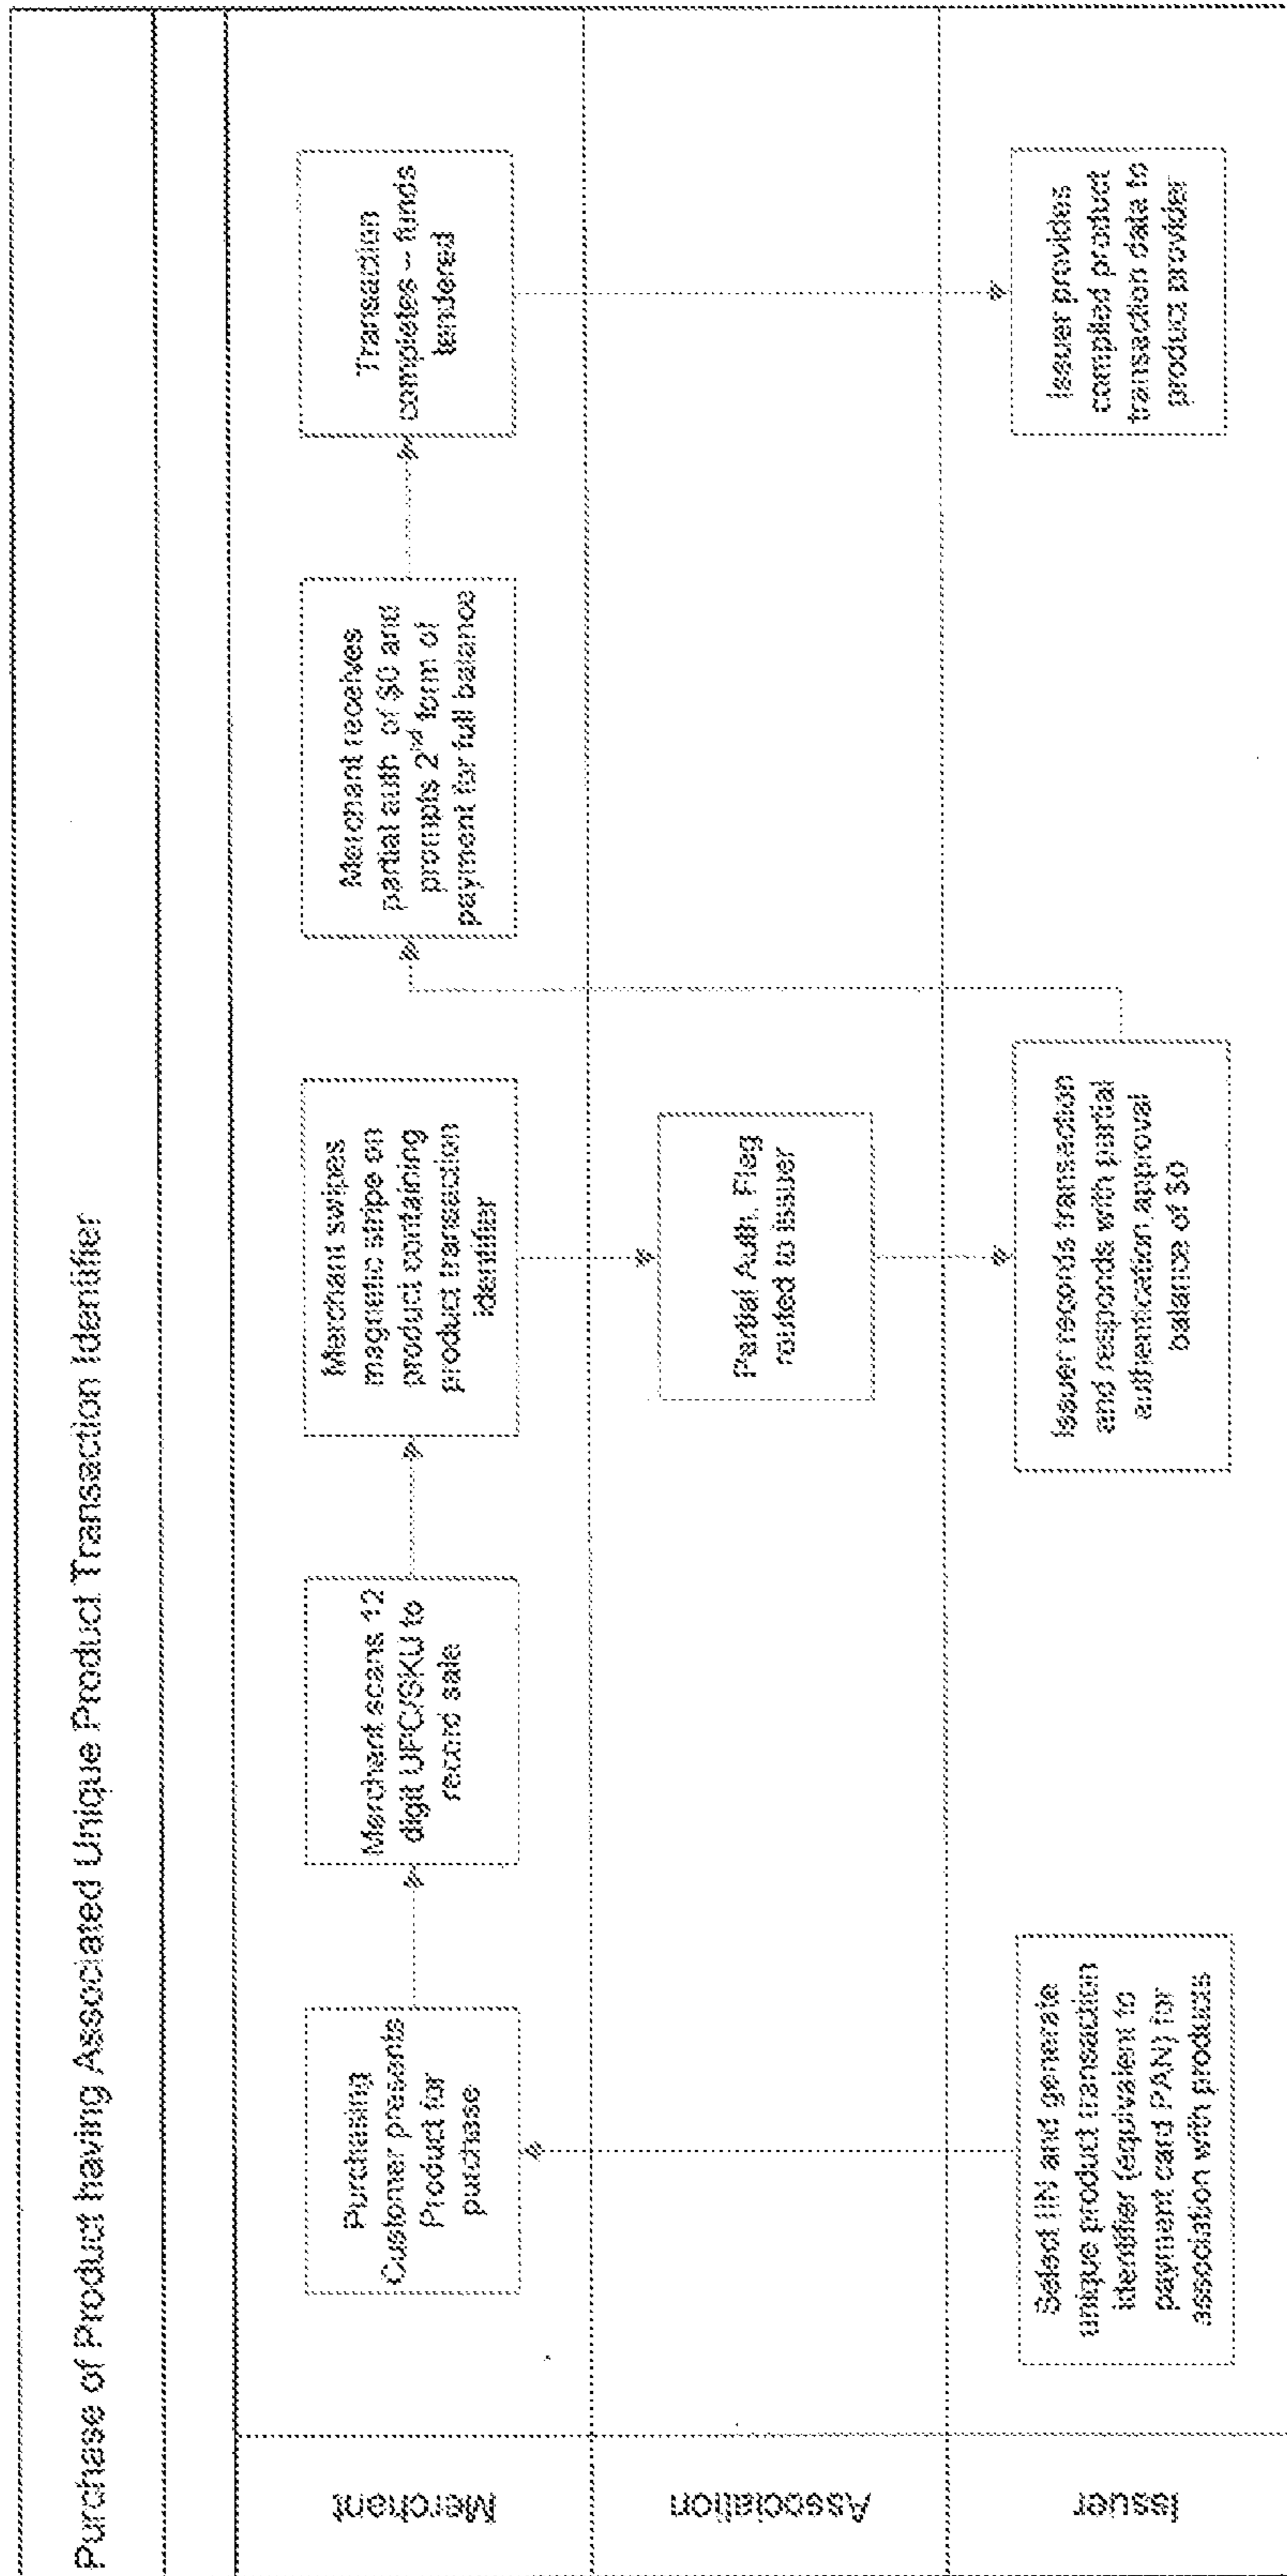 Purchase of Product having Associated Unique Product Transaction Identifier
Merchant
Purchasing
Customer presents
Product for
purchase
Merchant scans 12
digit UPC/SKU to
record sale
Merchant swipes
magnetic stripe on
product containing
product transaction
identifier
Merchant receives
partial auth of $0 and
prompts 2nd form of
payment for full balance
Transaction
completes – funds
tendered
Association
Partial Auth. Flag
routed to issuer
Issuer
Select IIN and generate
unique product transaction
identifier (equivalent to
payment card PAN) for
association with products
Issuer records transaction
and responds with partial
authentication approval
balance of $0
Issuer provides
compiled product
transaction data to
product provider